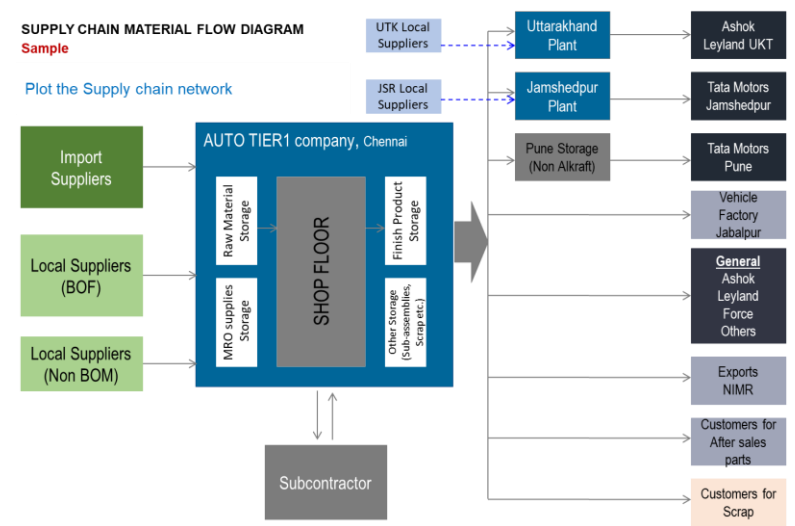 SUPPLY CHAIN MATERIAL FLOW DIAGRAM
Sample
Plot the Supply chain network
UTK Local
Suppliers
JSR Local
Suppliers
Uttarakhand
Plant
Jamshedpur
Plant
Pune Storage
(Non Alkraft)
Ashok
Leyland UKT
Tata Motors
Jamshedpur
Tata Motors
Pune
Vehicle
Factory
Jabalpur
General
Ashok
Leyland
Force
Others
Exports
NIMR
Customers for
After sales
parts
Customers for
Scrap
Import
Suppliers
Local Suppliers
(BOF)
Local Suppliers
(Non BOM)
AUTO TIER1 company, Chennai
Raw Material
Storage
MRO supplies
Storage
SHOP FLOOR
Finish Product
Storage
Other Storage
(Sub-assemblies,
Scrap etc.)
Subcontractor